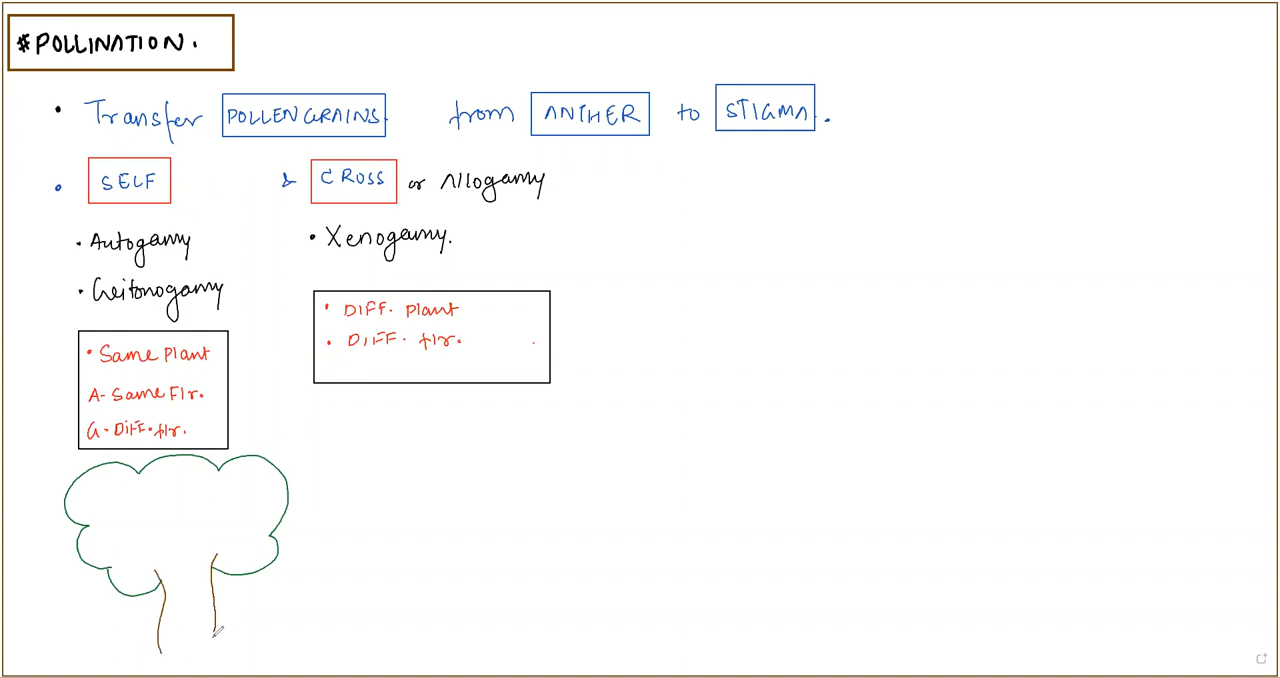 * POLLINATION.
• Transfer POLLEN GRAINS from ANTHER to STIGMA.
• SELF & CROSS or Allogamy
• Autogamy
• Xenogamy.
• Geitonogamy
• Same Plant
A- Same Flr.
G- Diff. flr.
• DIFF. Plant
• DIFF. flr.